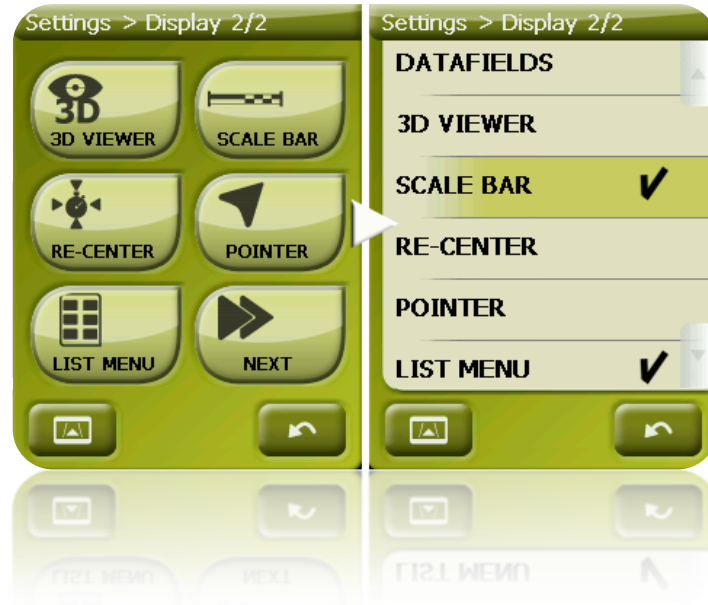 Settings > Display 2/2
3D
3D VIEWER
SCALE BAR
RE-CENTER
POINTER
LIST MENU
NEXT
Settings > Display 2/2
DATAFIELDS
3D VIEWER
SCALE BAR
RE-CENTER
POINTER
LIST MENU